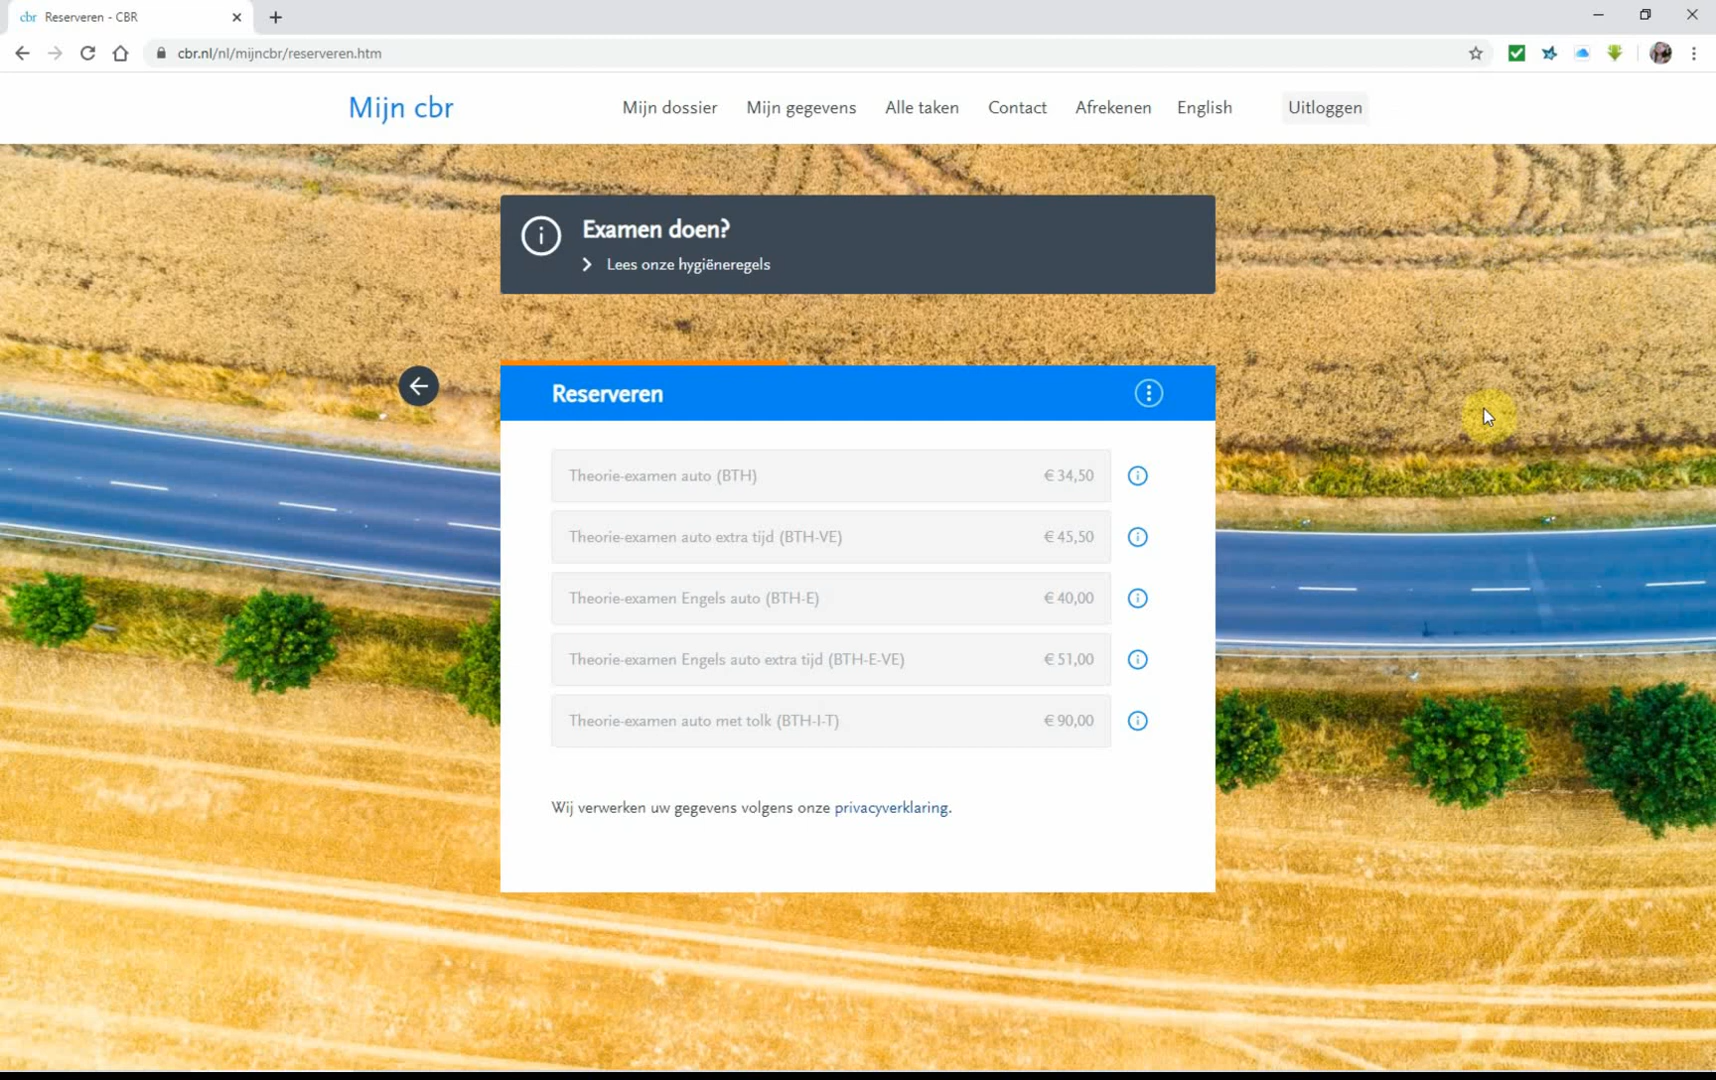 cbr Reserveren - CBR
cbr.nl/nl/mijncbr/reserveren.htm
Mijn cbr
Mijn dossier
Mijn gegevens
Alle taken
Contact
Afrekenen
English
Uitloggen
Examen doen?
Lees onze hygiëneregels
Reserveren
Theorie-examen auto (BTH) € 34,50
Theorie-examen auto extra tijd (BTH-VE) € 45,50
Theorie-examen Engels auto (BTH-E) € 40,00
Theorie-examen Engels auto extra tijd (BTH-E-VE) € 51,00
Theorie-examen auto met tolk (BTH-I-T) € 90,00
Wij verwerken uw gegevens volgens onze privacyverklaring.